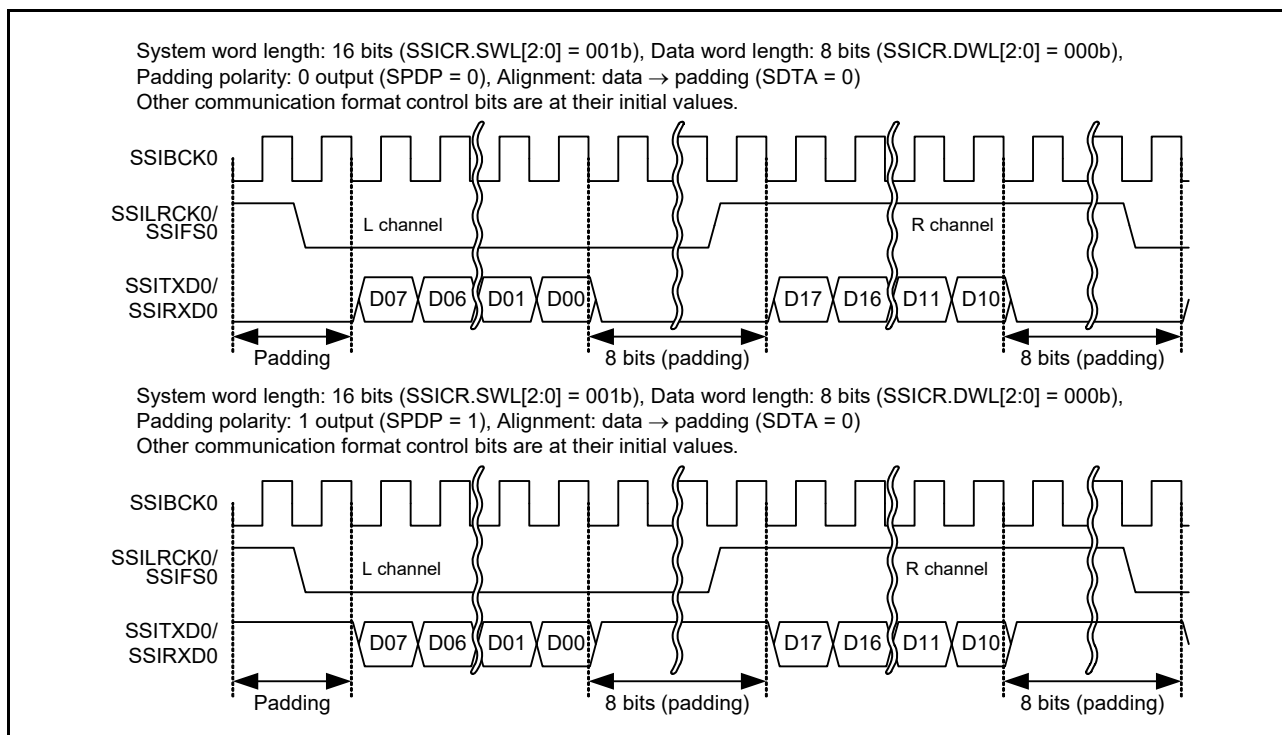 System word length: 16 bits (SSICR.SWL[2:0] = 001b), Data word length: 8 bits (SSICR.DWL[2:0] = 000b),
Padding polarity: 0 output (SPDP = 0), Alignment: data → padding (SDTA = 0)
Other communication format control bits are at their initial values.
SSIBCK0
SSILRCK0/
SSIFS0
L channel
R channel
SSITXD0/
SSIRXD0
D07 D06 D01 D00 D17 D16 D11 D10
Padding
8 bits (padding)
8 bits (padding)
System word length: 16 bits (SSICR.SWL[2:0] = 001b), Data word length: 8 bits (SSICR.DWL[2:0] = 000b),
Padding polarity: 1 output (SPDP = 1), Alignment: data → padding (SDTA = 0)
Other communication format control bits are at their initial values.
SSIBCK0
SSILRCK0/
SSIFS0
L channel
R channel
SSITXD0/
SSIRXD0
D07 D06 D01 D00 D17 D16 D11 D10
Padding
8 bits (padding)
8 bits (padding)